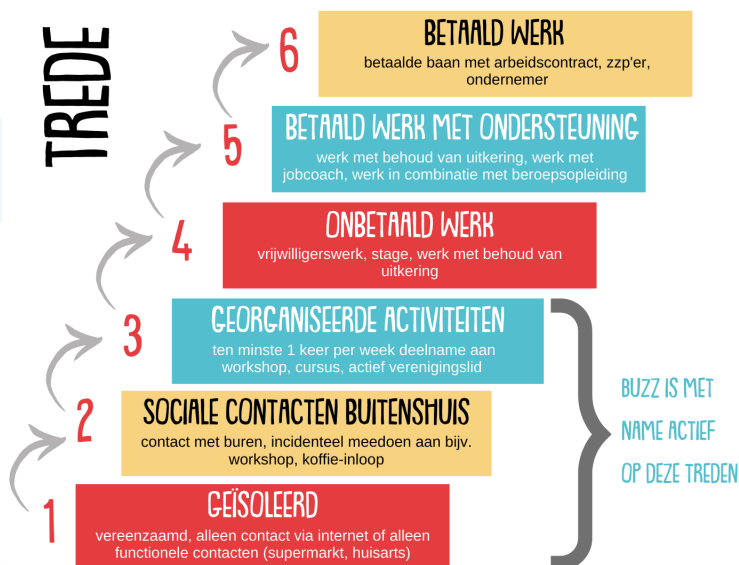 TREDE
6
BETAALD WERK
betaalde baan met arbeidscontract, zzp'er,
ondernemer
5
BETAALD WERK MET ONDERSTEUNING
werk met behoud van uitkering, werk met
jobcoach, werk in combinatie met beroepsopleiding
4
ONBETAALD WERK
vrijwilligerswerk, stage, werk met behoud van
uitkering
3
GEORGANISEERDE ACTIVITEITEN
ten minste 1 keer per week deelname aan
workshop, cursus, actief verenigingslid
2
SOCIALE CONTACTEN BUITENSHUIS
contact met buren, incidenteel meedoen aan bijv.
workshop, koffie-inloop
1
GEÏSOLEERD
vereenzaamd, alleen contact via internet of alleen
functionele contacten (supermarkt, huisarts)
BUZZ IS MET
NAME ACTIEF
OP DEZE TREDEN